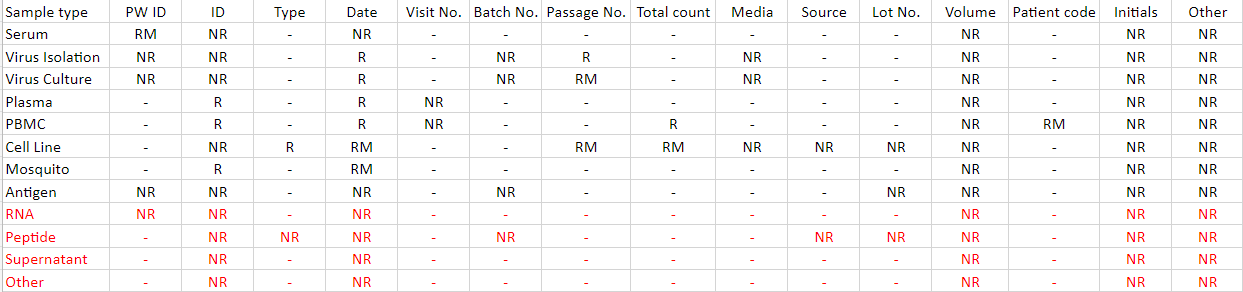 Sample type PW ID ID Type Date Visit No. Batch No. Passage No. Total count Media Source Lot No. Volume Patient code Initials Other
Serum RM NR - NR - - - - - - - NR - NR NR
Virus Isolation NR NR - R - NR R - NR - - NR - NR NR
Virus Culture NR NR - R - NR RM - NR - - NR - NR NR
Plasma - R - R NR - - - - - - NR - NR NR
PBMC - R - R NR - - R - - - NR RM NR NR
Cell Line - NR R RM - - RM RM NR NR NR NR - NR NR
Mosquito - R - RM - - - - - - - NR - NR NR
Antigen NR NR - NR - NR - - - - NR NR - NR NR
RNA NR NR - NR - - - - - - - NR - NR NR
Peptide - NR NR NR - NR - - - NR NR NR - NR NR
Supernatant - NR - NR - - - - - - - NR - NR NR
Other - NR - NR - - - - - - - NR - NR NR